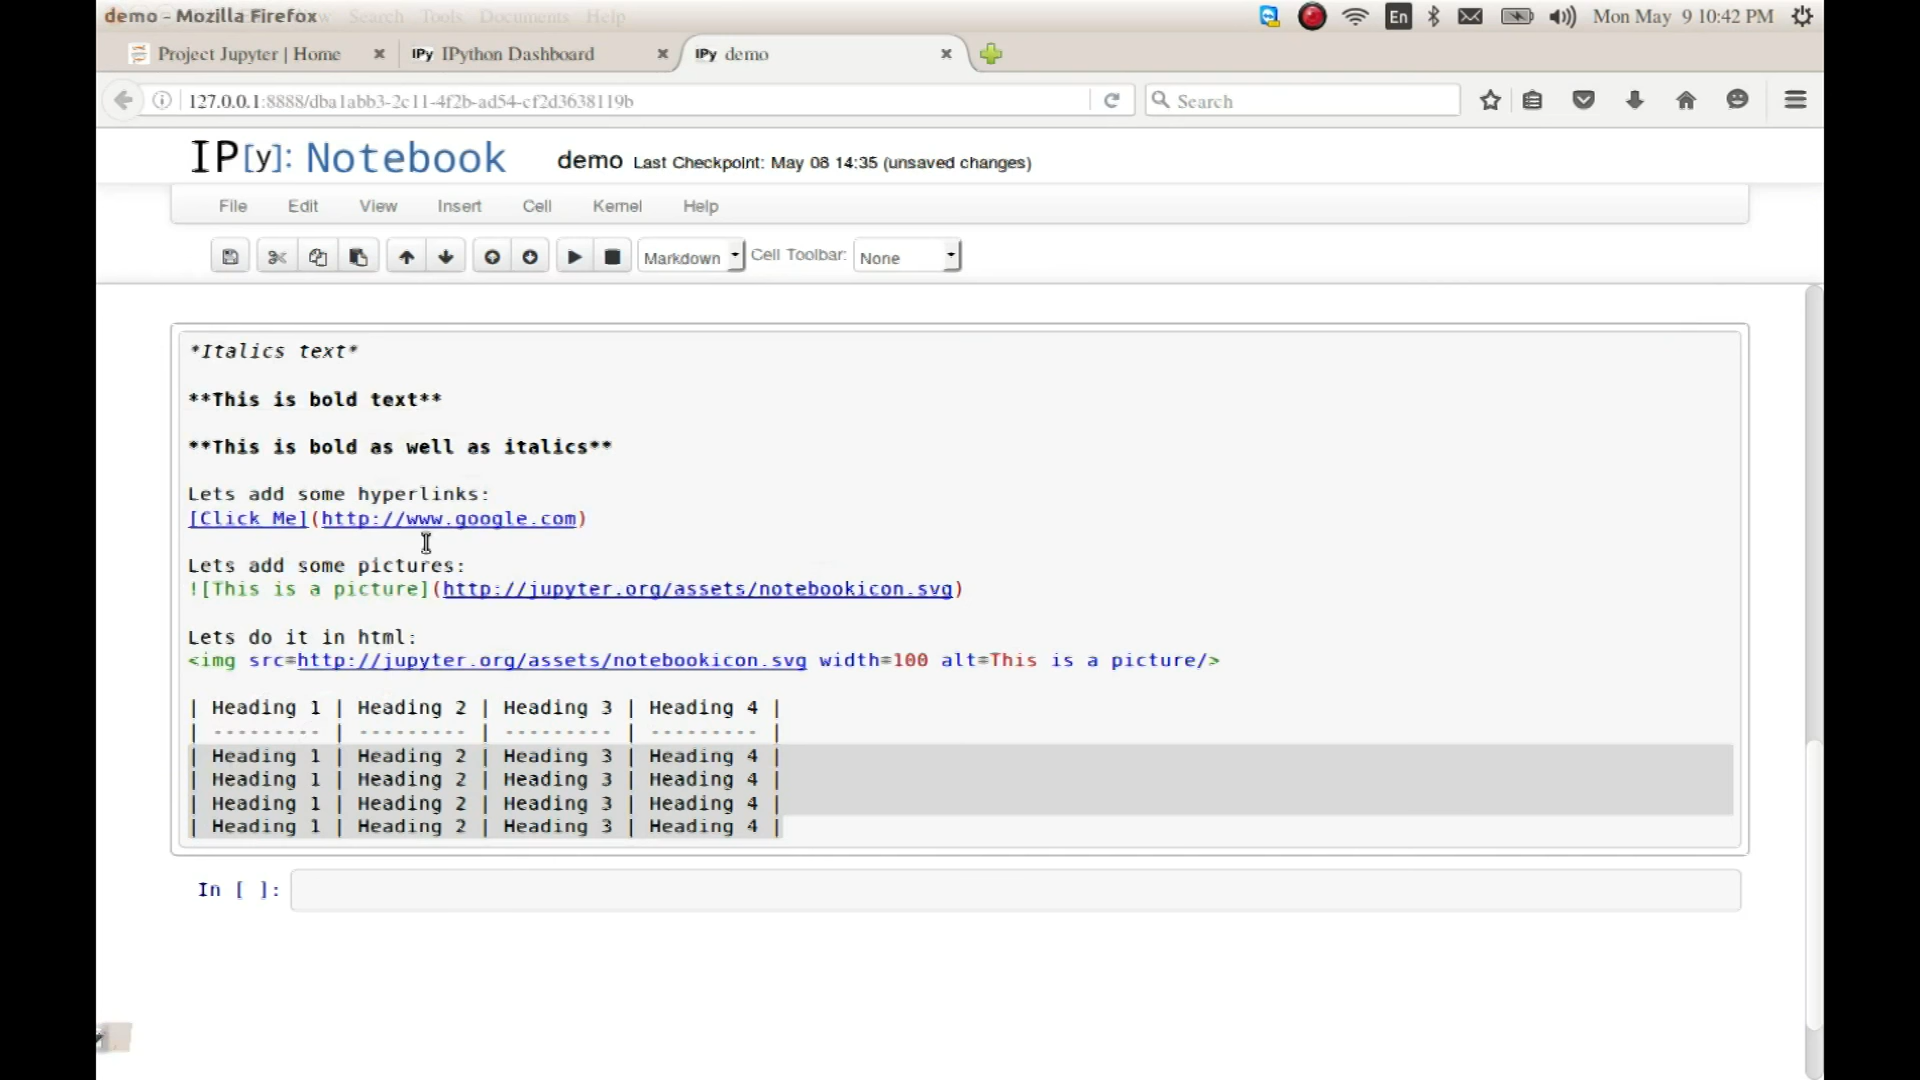 demo - Mozilla Firefox View Search Tools Documents Help
En Mon May 9 10:42 PM
Project Jupyter | Home IPy IPython Dashboard IPy demo
127.0.0.1:8888/dba1abb3-2c11-4f2b-ad54-cf2d3638119b Search
IP[y]: Notebook demo Last Checkpoint: May 08 14:35 (unsaved changes)
File Edit View Insert Cell Kernel Help
Markdown Cell Toolbar: None
*Italics text*
**This is bold text**
**This is bold as well as italics**
Lets add some hyperlinks:
[Click Me](http://www.google.com)
Lets add some pictures:
![This is a picture](http://jupyter.org/assets/notebookicon.svg)
Lets do it in html:
<img src=http://jupyter.org/assets/notebookicon.svg width=100 alt=This is a picture/>
| Heading 1 | Heading 2 | Heading 3 | Heading 4 |
| --------- | --------- | --------- | --------- |
| Heading 1 | Heading 2 | Heading 3 | Heading 4 |
| Heading 1 | Heading 2 | Heading 3 | Heading 4 |
| Heading 1 | Heading 2 | Heading 3 | Heading 4 |
| Heading 1 | Heading 2 | Heading 3 | Heading 4 |
In [ ]: